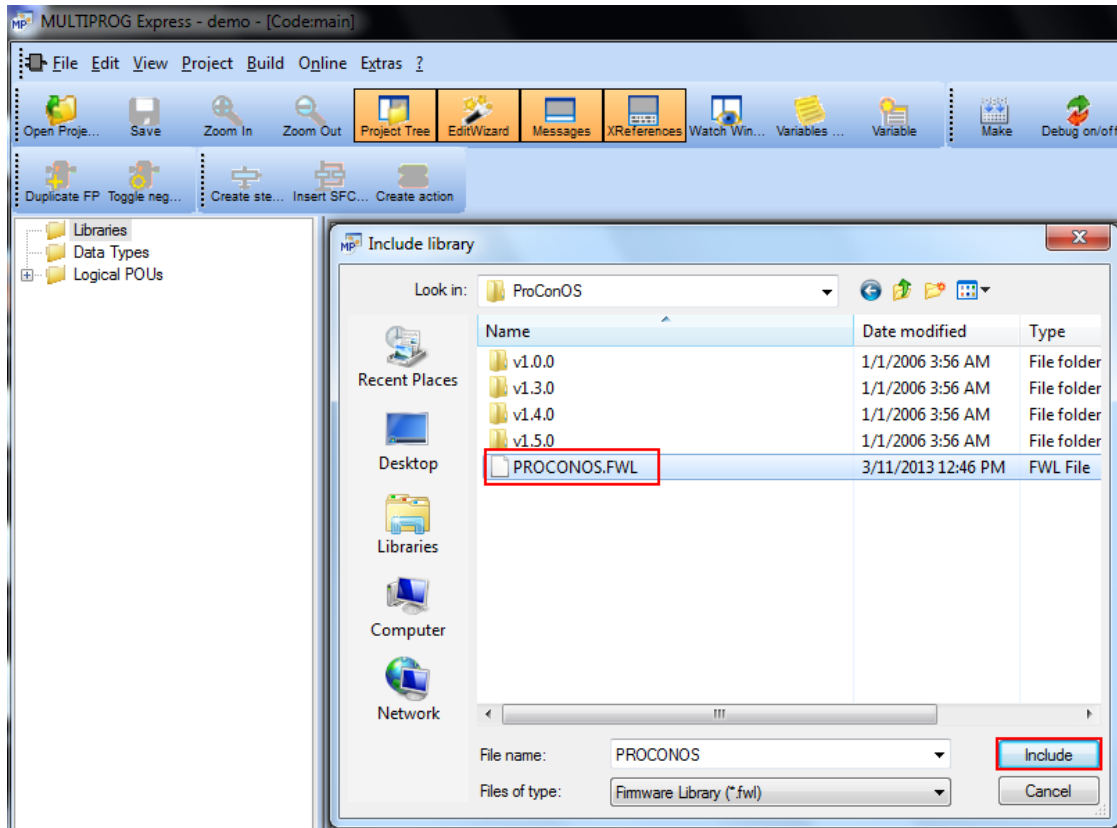 MP MULTIPROG Express - demo - [Code:main]
File Edit View Project Build Online Extras ?
Open Proje... Save Zoom In Zoom Out Project Tree EditWizard Messages XReferences Watch Win... Variables ... Variable Make Debug on/off
Duplicate FP Toggle neg... Create ste... Insert SFC... Create action
Libraries
Data Types
Logical POUs
MP Include library
Look in: ProConOS
Name Date modified Type
v1.0.0 1/1/2006 3:56 AM File folder
v1.3.0 1/1/2006 3:56 AM File folder
v1.4.0 1/1/2006 3:56 AM File folder
v1.5.0 1/1/2006 3:56 AM File folder
PROCONOS.FWL 3/11/2013 12:46 PM FWL File
Recent Places
Desktop
Libraries
Computer
Network
File name: PROCONOS Include
Files of type: Firmware Library (*.fwl) Cancel